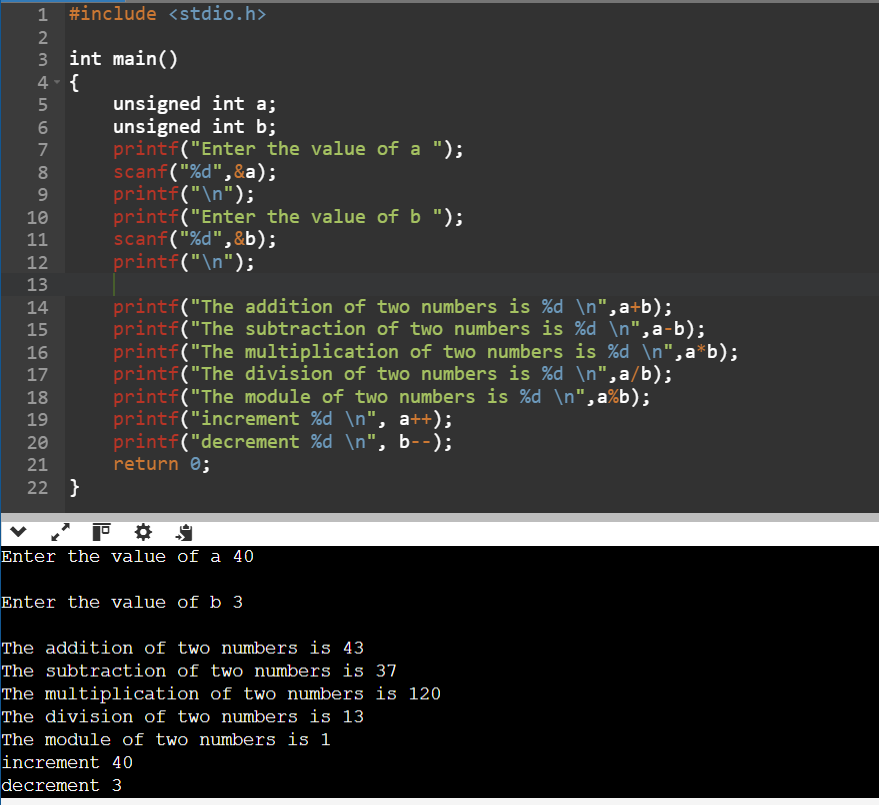 1 #include <stdio.h>
2
3 int main()
4 {
5     unsigned int a;
6     unsigned int b;
7     printf("Enter the value of a ");
8     scanf("%d",&a);
9     printf("\n");
10     printf("Enter the value of b ");
11     scanf("%d",&b);
12     printf("\n");
13
14     printf("The addition of two numbers is %d \n",a+b);
15     printf("The subtraction of two numbers is %d \n",a-b);
16     printf("The multiplication of two numbers is %d \n",a*b);
17     printf("The division of two numbers is %d \n",a/b);
18     printf("The module of two numbers is %d \n",a%b);
19     printf("increment %d \n", a++);
20     printf("decrement %d \n", b--);
21     return 0;
22 }
Enter the value of a 40
Enter the value of b 3
The addition of two numbers is 43
The subtraction of two numbers is 37
The multiplication of two numbers is 120
The division of two numbers is 13
The module of two numbers is 1
increment 40
decrement 3